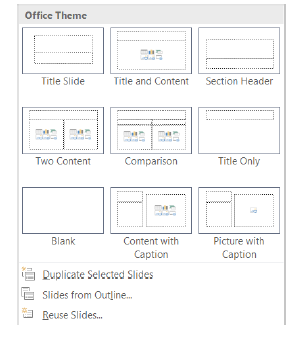 Office Theme
Title Slide
Title and Content
Section Header
Two Content
Comparison
Title Only
Blank
Content with
Caption
Picture with
Caption
Duplicate Selected Slides
Slides from Outline...
Reuse Slides...